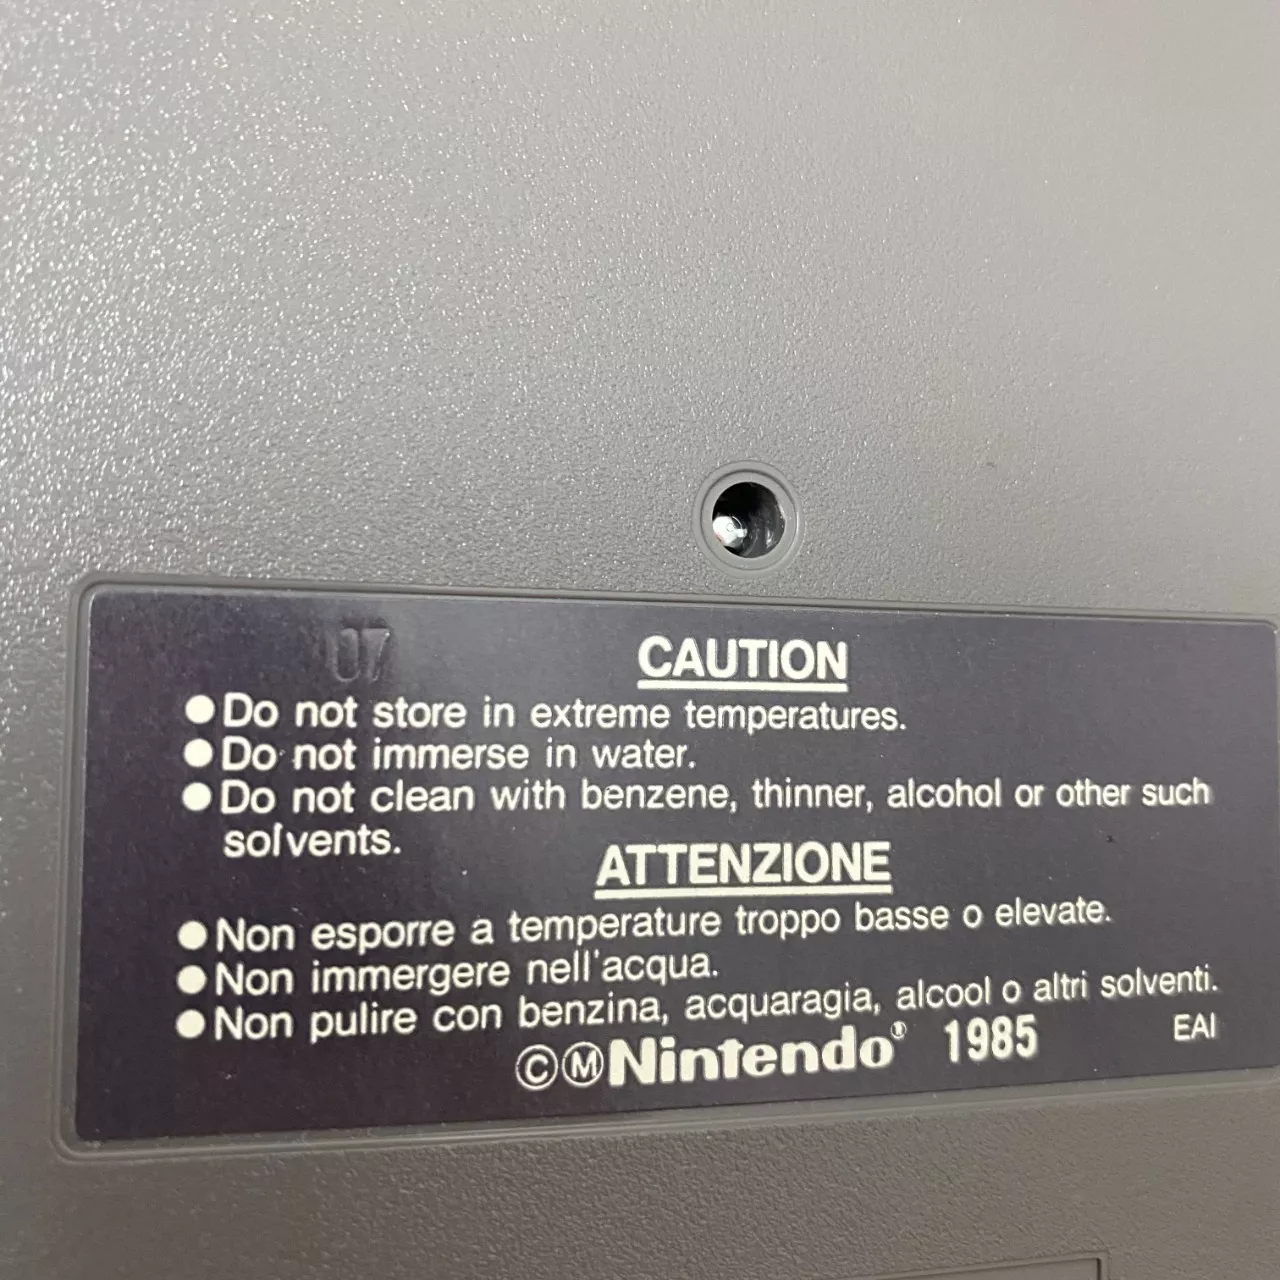 07
CAUTION
●Do not store in extreme temperatures.
●Do not immerse in water.
●Do not clean with benzene, thinner, alcohol or other such
solvents.
ATTENZIONE
●Non esporre a temperature troppo basse o elevate.
●Non immergere nell'acqua.
●Non pulire con benzina, acquaragia, alcool o altri solventi.
©ⓂNintendo® 1985 EAI